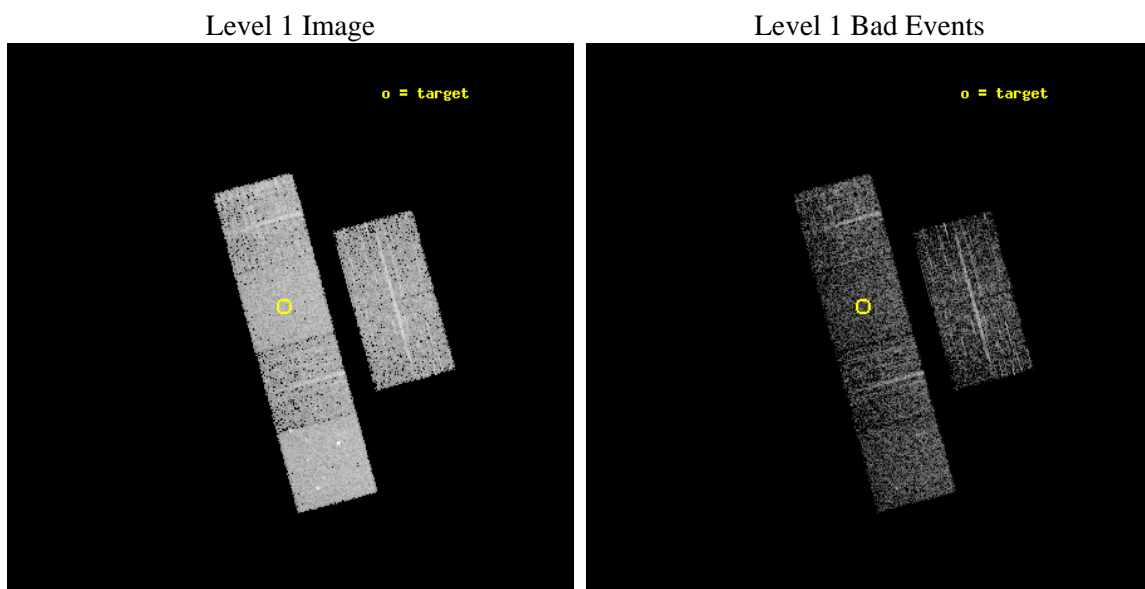 Level 1 Image
Level 1 Bad Events
o = target
o = target